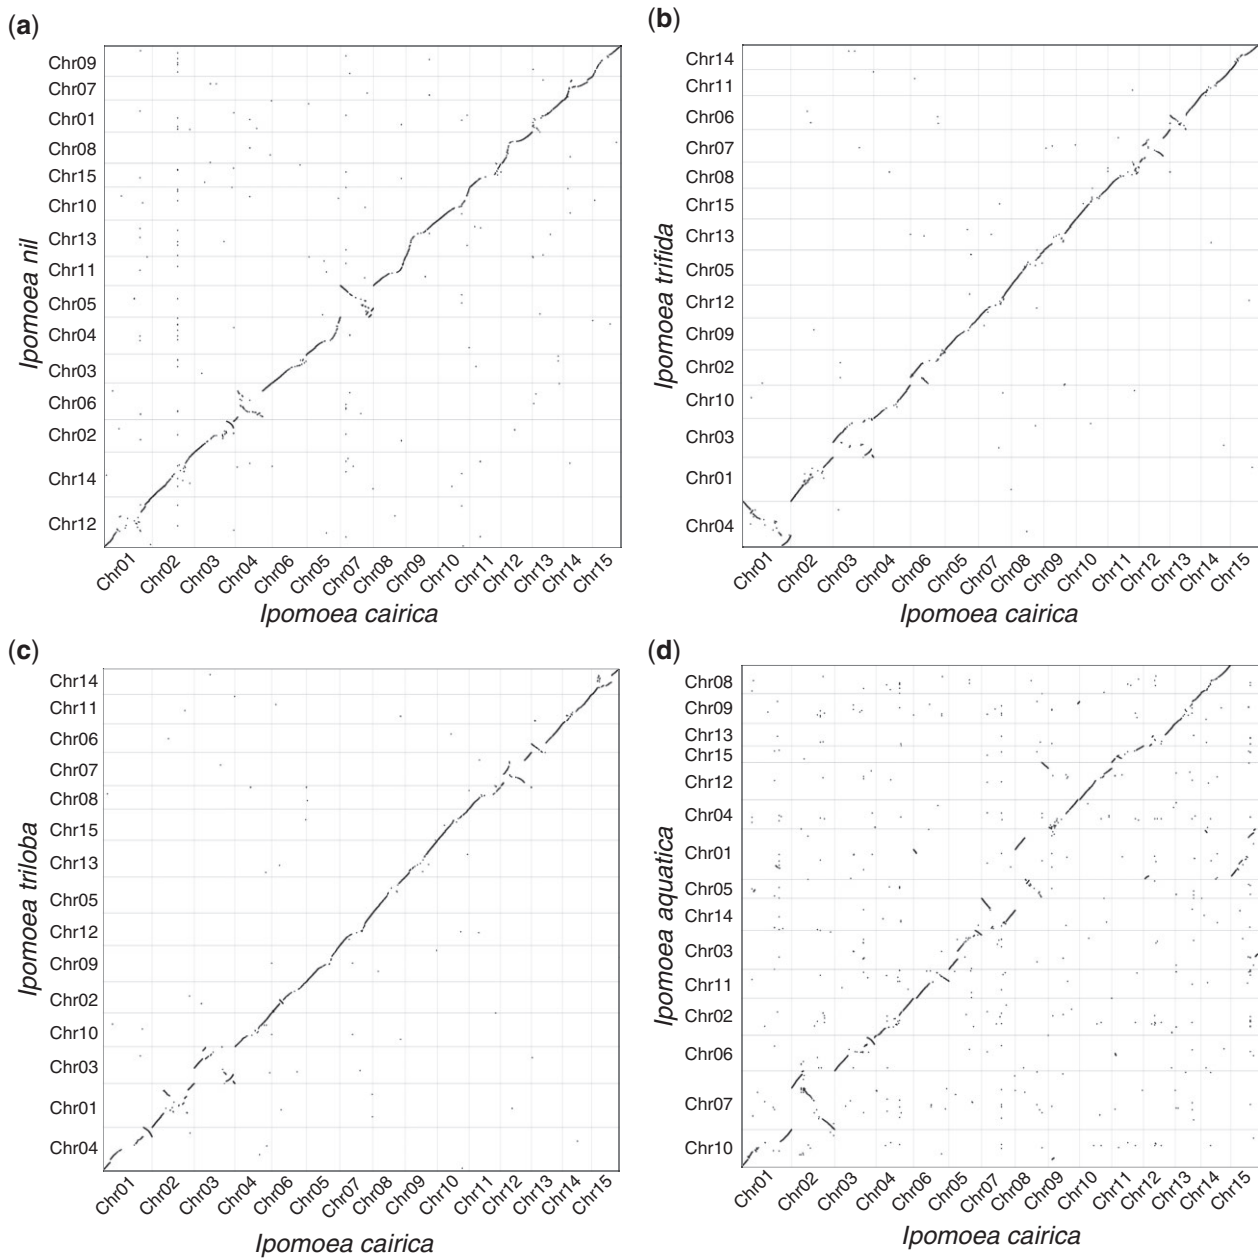 (a)
Chr09
Chr07
Chr01
Chr08
Chr15
Chr10
Chr13
Chr11
Chr05
Chr04
Chr03
Chr06
Chr02
Chr14
Chr12
Ipomoea nil
Chr01 Chr02 Chr03 Chr04 Chr06 Chr05 Chr07 Chr08 Chr09 Chr10 Chr11 Chr12 Chr13 Chr14 Chr15
Ipomoea cairica
(b)
Chr14
Chr11
Chr06
Chr07
Chr08
Chr15
Chr13
Chr05
Chr12
Chr09
Chr02
Chr10
Chr03
Chr01
Chr04
Ipomoea trifida
Chr01 Chr02 Chr03 Chr04 Chr06 Chr05 Chr07 Chr08 Chr09 Chr10 Chr11 Chr12 Chr13 Chr14 Chr15
Ipomoea cairica
(c)
Chr14
Chr11
Chr06
Chr07
Chr08
Chr15
Chr13
Chr05
Chr12
Chr09
Chr02
Chr10
Chr03
Chr01
Chr04
Ipomoea triloba
Chr01 Chr02 Chr03 Chr04 Chr06 Chr05 Chr07 Chr08 Chr09 Chr10 Chr11 Chr12 Chr13 Chr14 Chr15
Ipomoea cairica
(d)
Chr08
Chr09
Chr13
Chr15
Chr12
Chr04
Chr01
Chr05
Chr14
Chr03
Chr11
Chr02
Chr06
Chr07
Chr10
Ipomoea aquatica
Chr01 Chr02 Chr03 Chr04 Chr06 Chr05 Chr07 Chr08 Chr09 Chr10 Chr11 Chr12 Chr13 Chr14 Chr15
Ipomoea cairica